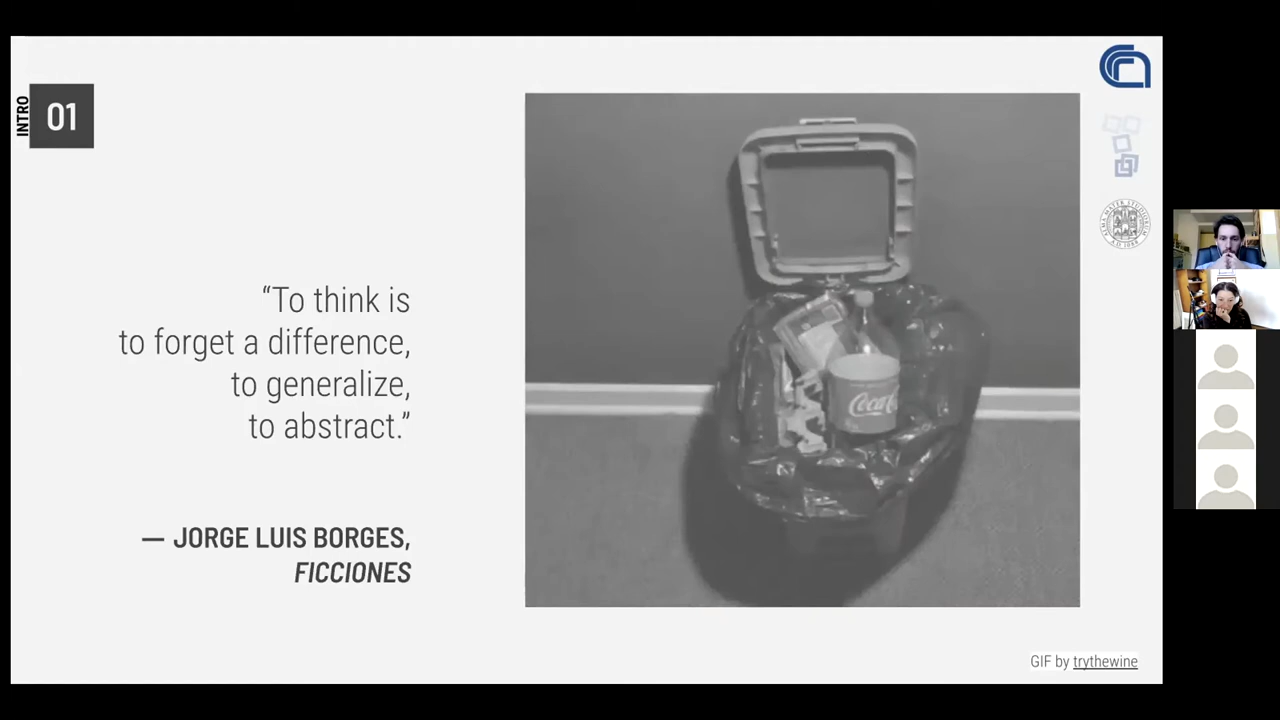 INTRO
01
“To think is
to forget a difference,
to generalize,
to abstract.”
— JORGE LUIS BORGES,
FICCIONES
Coca
GIF by trythewine